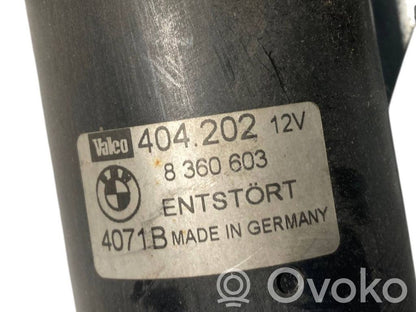 Valeo 404.202 12V
8 360 603
ENTSTÖRT
4071B MADE IN GERMANY
Ovoko